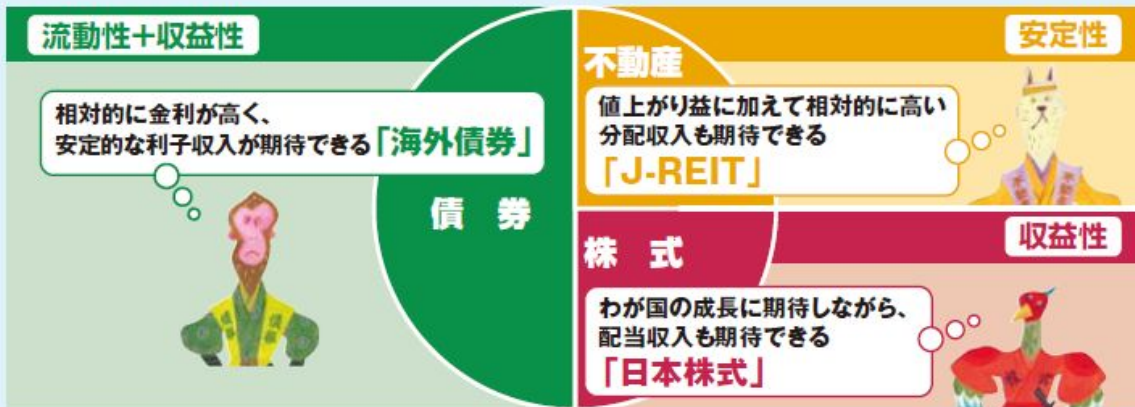 流動性+収益性
相対的に金利が高く、
安定的な利子収入が期待できる「海外債券」
債 券
不動産
安定性
値上がり益に加えて相対的に高い
分配収入も期待できる
「J-REIT」
株 式
収益性
わが国の成長に期待しながら、
配当収入も期待できる
「日本株式」